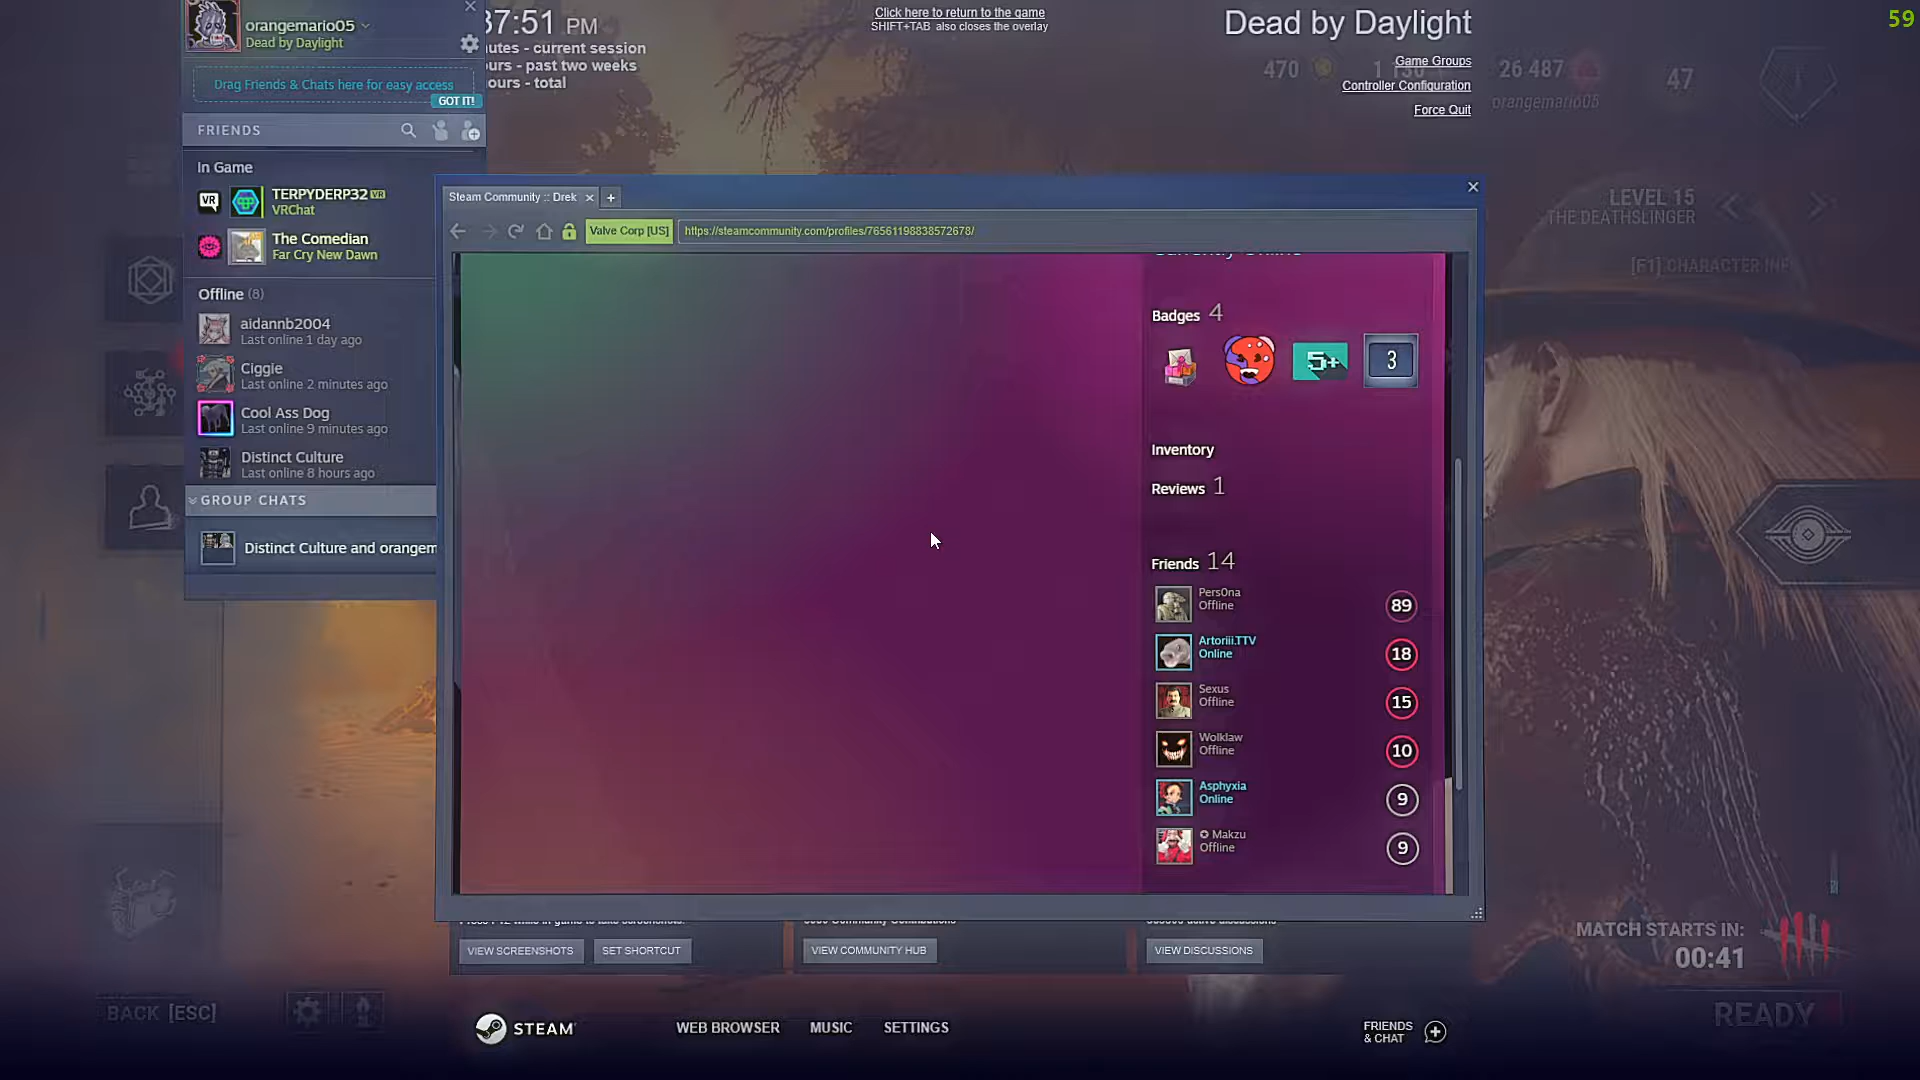 orangemario05
Dead by Daylight
37:51 PM
utes - current session
ours - past two weeks
ours - total
Click here to return to the game
SHIFT+TAB also closes the overlay
Dead by Daylight
59
Game Groups
Controller Configuration
Force Quit
470
26 487
47
orangemario05
Drag Friends & Chats here for easy access
GOT IT!
FRIENDS
In Game
VR
TERPYDERP32 VR
VRChat
The Comedian
Far Cry New Dawn
Offline (8)
aidannb2004
Last online 1 day ago
Ciggie
Last online 2 minutes ago
Cool Ass Dog
Last online 9 minutes ago
Distinct Culture
Last online 8 hours ago
GROUP CHATS
Distinct Culture and orangem
Steam Community :: Drek
Valve Corp [US]
https://steamcommunity.com/profiles/76561198838572678/
Currently Online
Badges 4
5+
3
Inventory
Reviews 1
Friends 14
Pers0na
Offline
89
Artoriii.TTV
Online
18
Sexus
Offline
15
Wolklaw
Offline
10
Asphyxia
Online
9
✪ Makzu
Offline
9
LEVEL 15
THE DEATHSLINGER
[F1] CHARACTER INF
VIEW SCREENSHOTS
SET SHORTCUT
VIEW COMMUNITY HUB
VIEW DISCUSSIONS
MATCH STARTS IN:
00:41
READY
BACK [ESC]
STEAM
WEB BROWSER
MUSIC
SETTINGS
FRIENDS
& CHAT